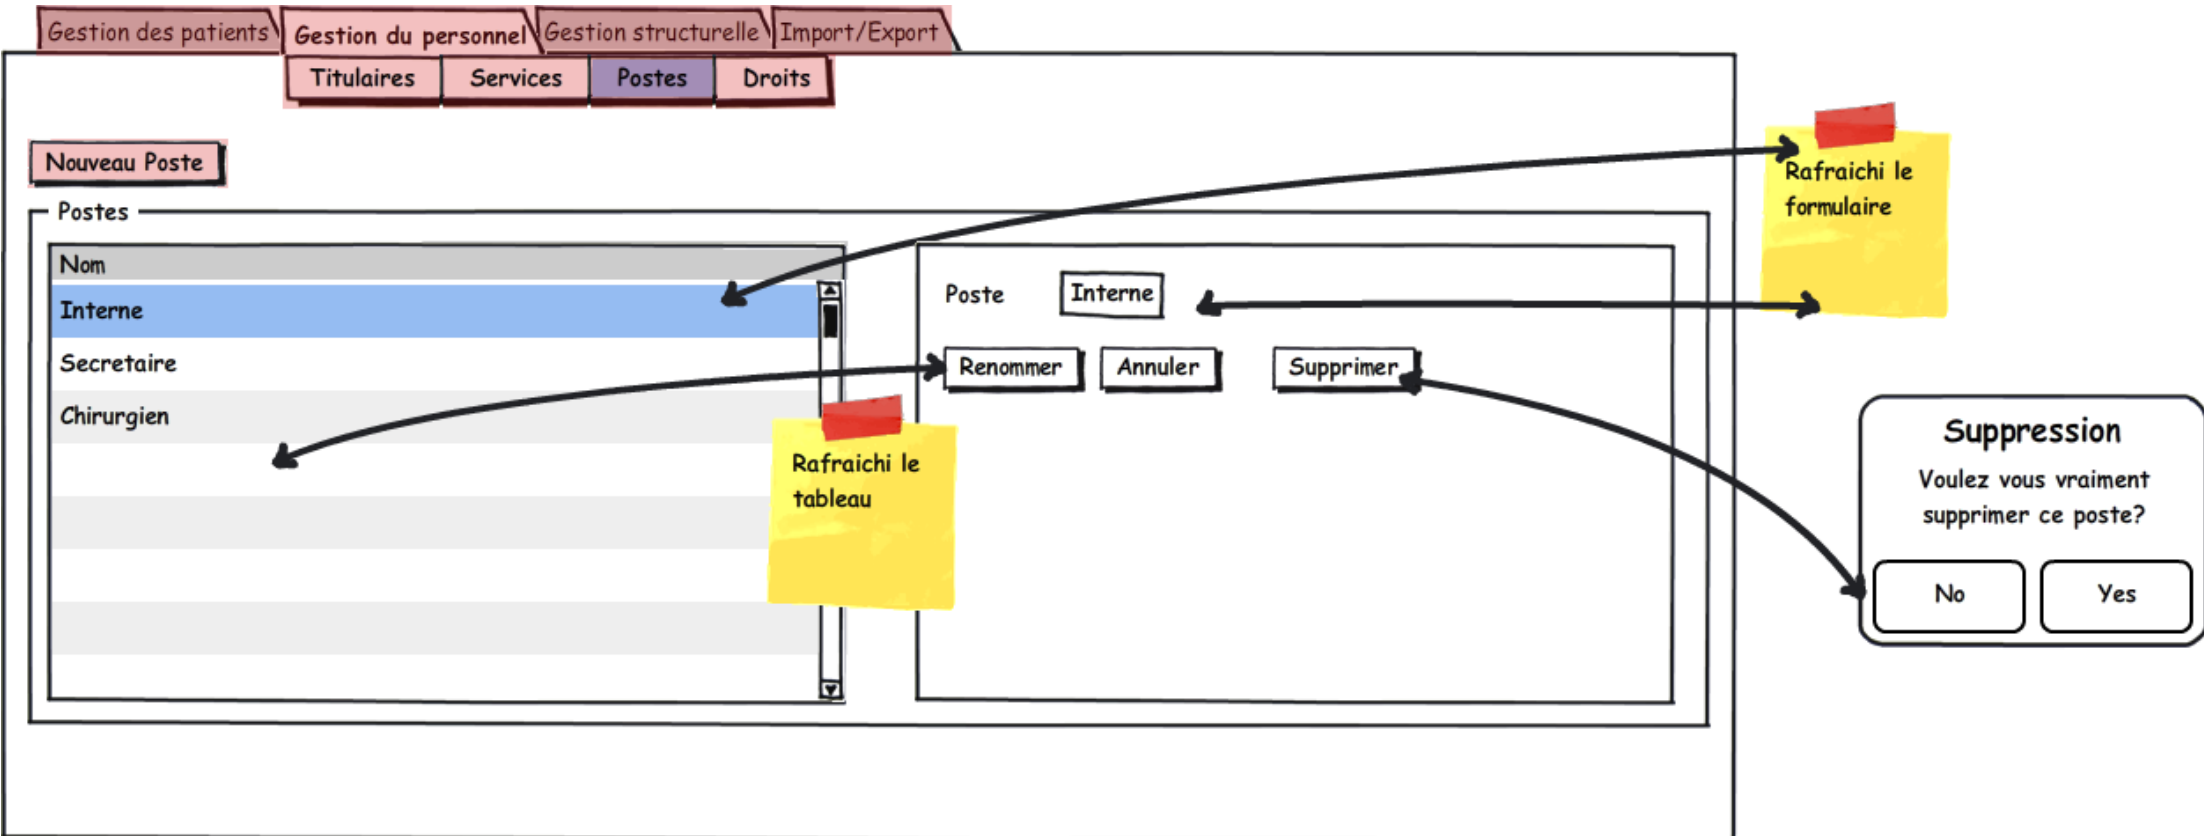 Gestion des patients
Gestion du personnel
Gestion structurelle
Import/Export
Titulaires
Services
Postes
Droits
Nouveau Poste
Postes
Nom
Interne
Secretaire
Chirurgien
Rafraichi le
tableau
Poste
Interne
Renommer
Annuler
Supprimer
Rafraichi le
formulaire
Suppression
Voulez vous vraiment
supprimer ce poste?
No
Yes